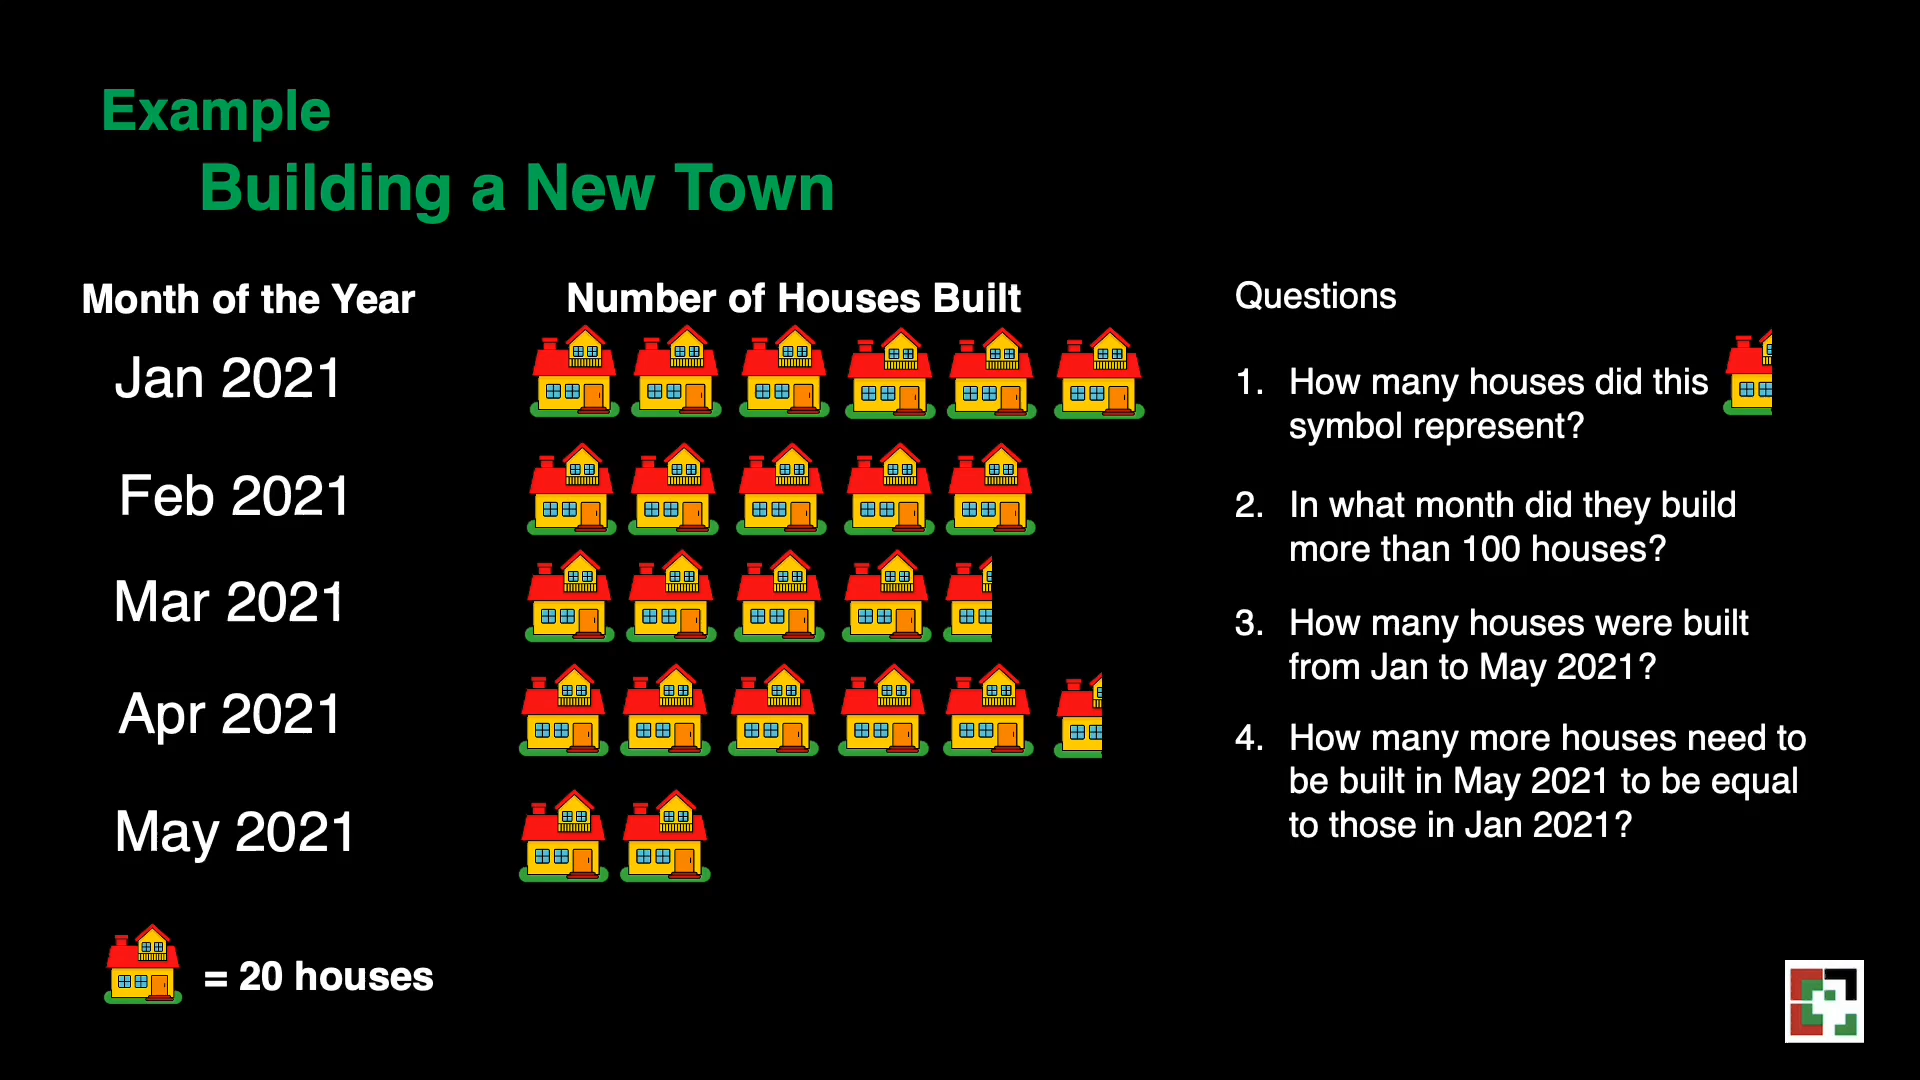 Example
Building a New Town
Month of the Year
Number of Houses Built
Jan 2021
Feb 2021
Mar 2021
Apr 2021
May 2021
= 20 houses
Questions
1. How many houses did this
symbol represent?
2. In what month did they build
more than 100 houses?
3. How many houses were built
from Jan to May 2021?
4. How many more houses need to
be built in May 2021 to be equal
to those in Jan 2021?